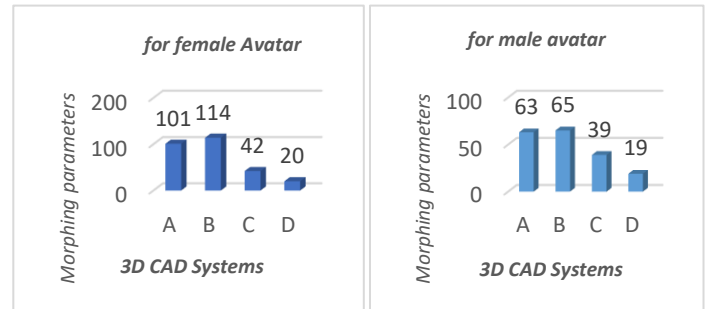 for female Avatar
Morphing parameters
200
100
0
101
114
42
20
A B C D
3D CAD Systems
for male avatar
Morphing parameters
100
50
0
63
65
39
19
A B C D
3D CAD Systems